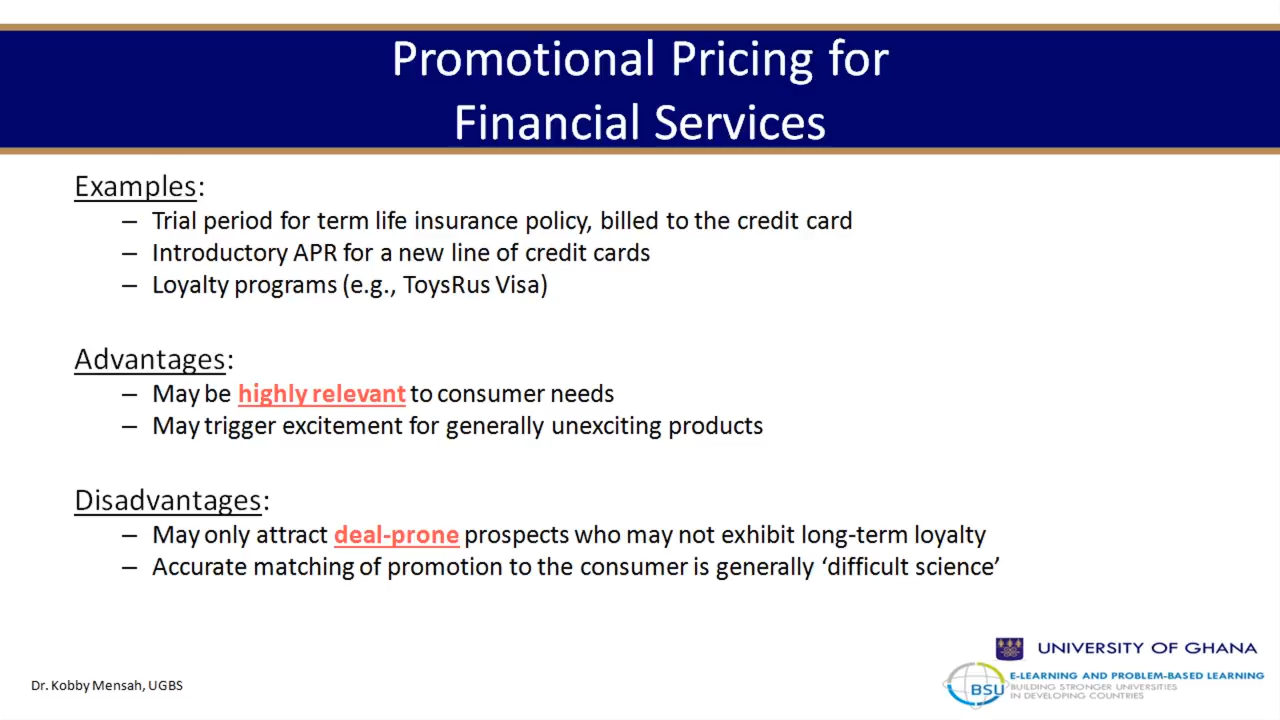 Promotional Pricing for
Financial Services
Examples:
– Trial period for term life insurance policy, billed to the credit card
– Introductory APR for a new line of credit cards
– Loyalty programs (e.g., ToysRus Visa)
Advantages:
– May be highly relevant to consumer needs
– May trigger excitement for generally unexciting products
Disadvantages:
– May only attract deal-prone prospects who may not exhibit long-term loyalty
– Accurate matching of promotion to the consumer is generally ‘difficult science’
UNIVERSITY OF GHANA
E-LEARNING AND PROBLEM-BASED LEARNING
BSU BUILDING STRONGER UNIVERSITIES
IN DEVELOPING COUNTRIES
Dr. Kobby Mensah, UGBS